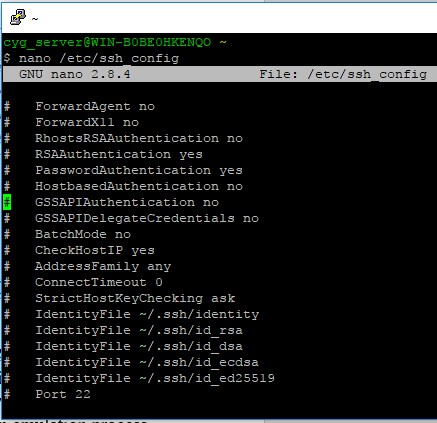 ~
cyg_server@WIN-B0BE0HKENQO ~
$ nano /etc/ssh_config
GNU nano 2.8.4 File: /etc/ssh_config
# ForwardAgent no
# ForwardX11 no
# RhostsRSAAuthentication no
# RSAAuthentication yes
# PasswordAuthentication yes
# HostbasedAuthentication no
# GSSAPIAuthentication no
# GSSAPIDelegateCredentials no
# BatchMode no
# CheckHostIP yes
# AddressFamily any
# ConnectTimeout 0
# StrictHostKeyChecking ask
# IdentityFile ~/.ssh/identity
# IdentityFile ~/.ssh/id_rsa
# IdentityFile ~/.ssh/id_dsa
# IdentityFile ~/.ssh/id_ecdsa
# IdentityFile ~/.ssh/id_ed25519
# Port 22